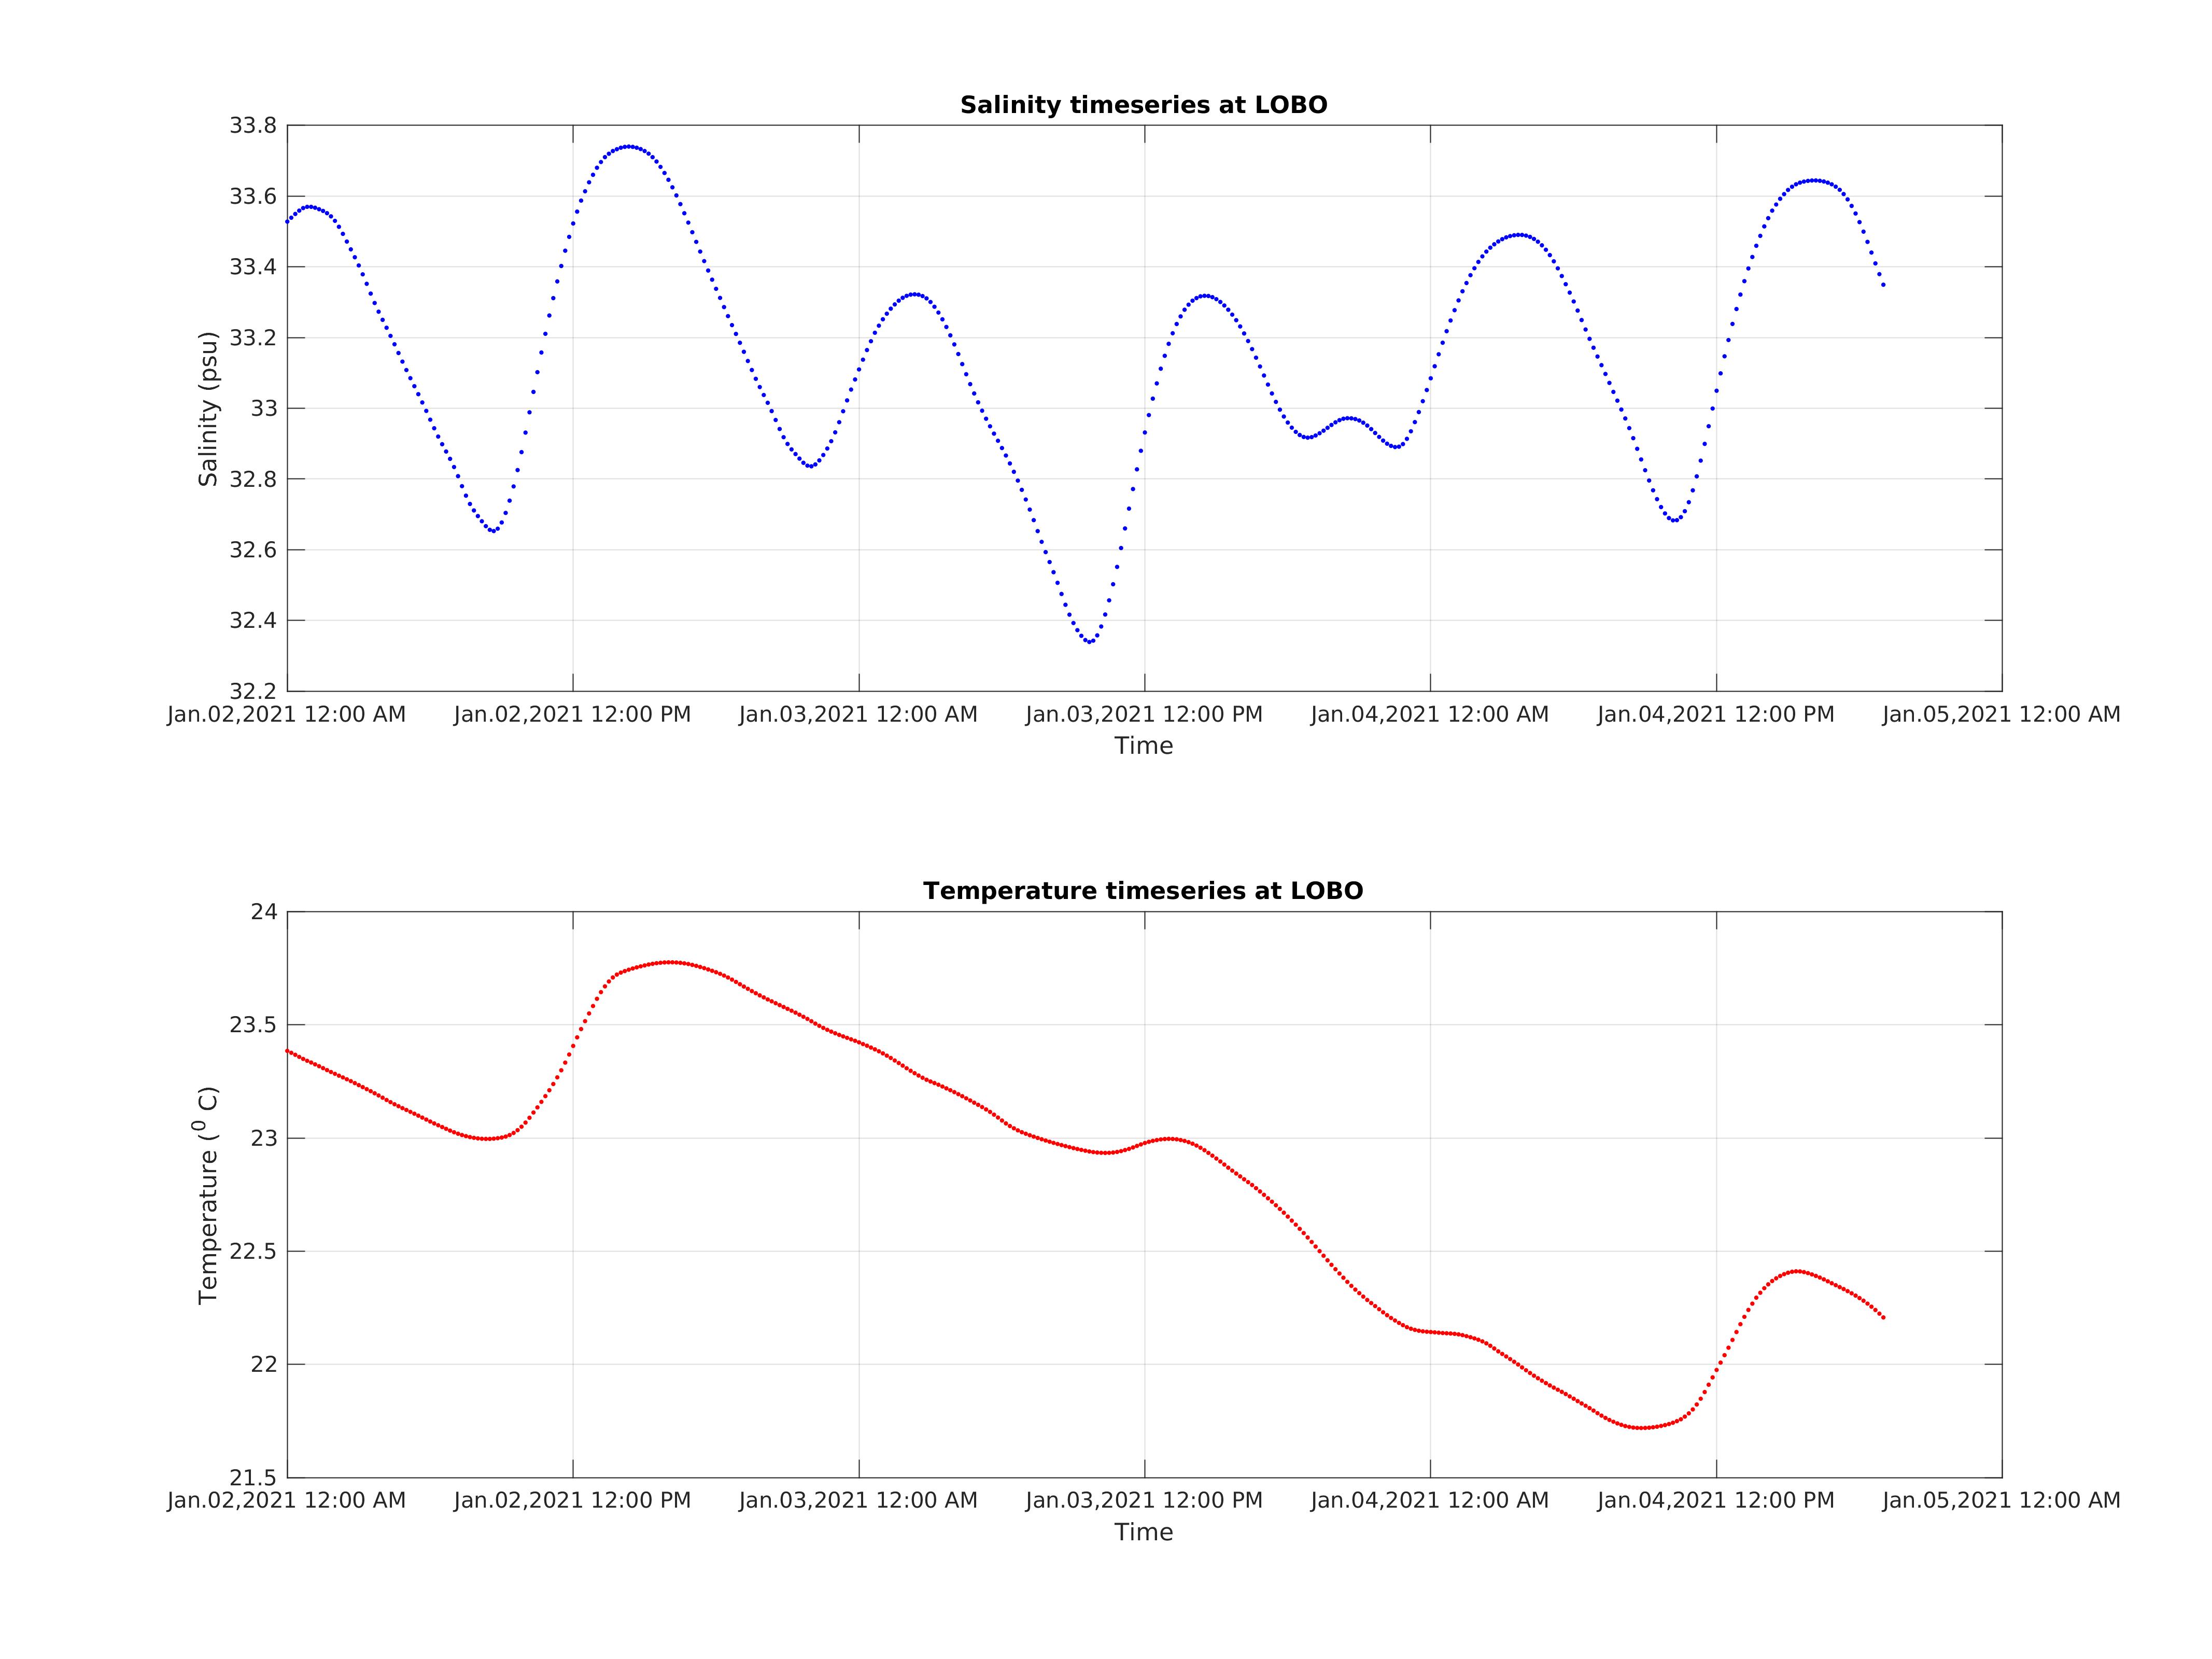 Salinity timeseries at LOBO
Salinity (psu)
33.8
33.6
33.4
33.2
33
32.8
32.6
32.4
32.2
Jan.02,2021 12:00 AM Jan.02,2021 12:00 PM Jan.03,2021 12:00 AM Jan.03,2021 12:00 PM Jan.04,2021 12:00 AM Jan.04,2021 12:00 PM Jan.05,2021 12:00 AM
Time
Temperature timeseries at LOBO
Temperature (⁰ C)
24
23.5
23
22.5
22
21.5
Jan.02,2021 12:00 AM Jan.02,2021 12:00 PM Jan.03,2021 12:00 AM Jan.03,2021 12:00 PM Jan.04,2021 12:00 AM Jan.04,2021 12:00 PM Jan.05,2021 12:00 AM
Time